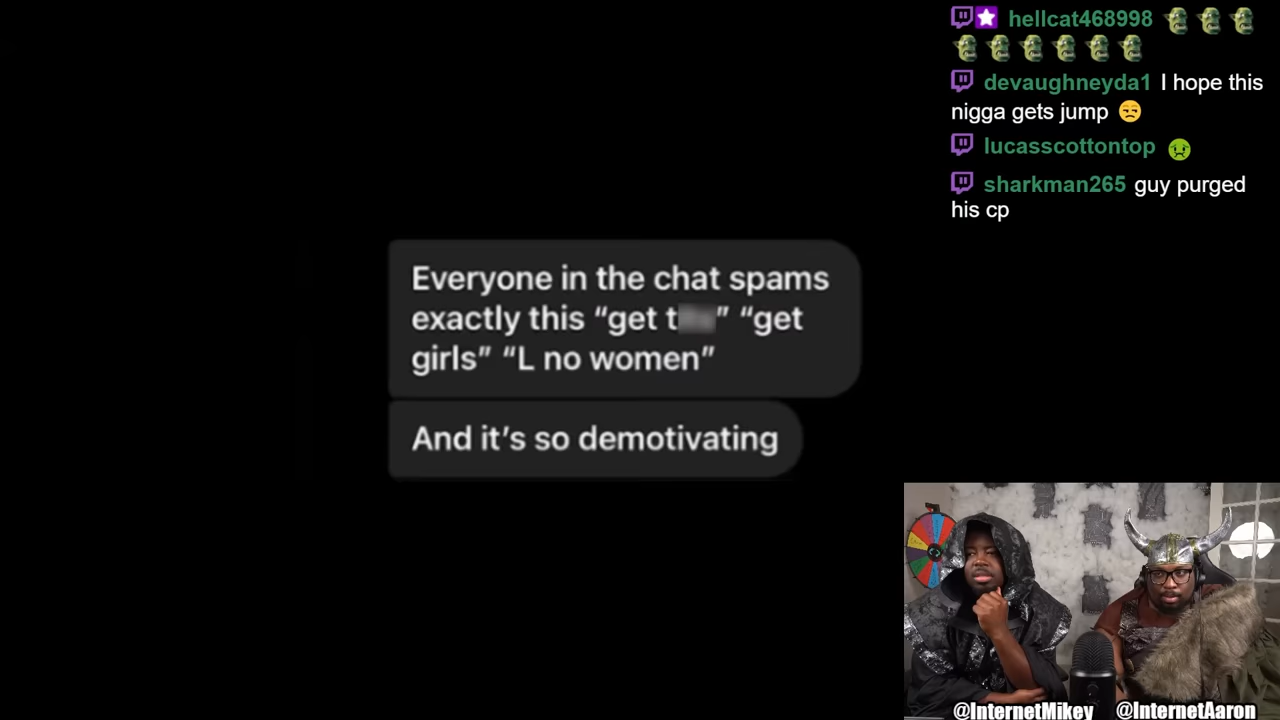 hellcat468998
devaughneyda1 I hope this
nigga gets jump
lucasscottontop
sharkman265 guy purged
his cp
Everyone in the chat spams
exactly this “get t ” “get
girls” “L no women”
And it’s so demotivating
@InternetMikey @InternetAaron